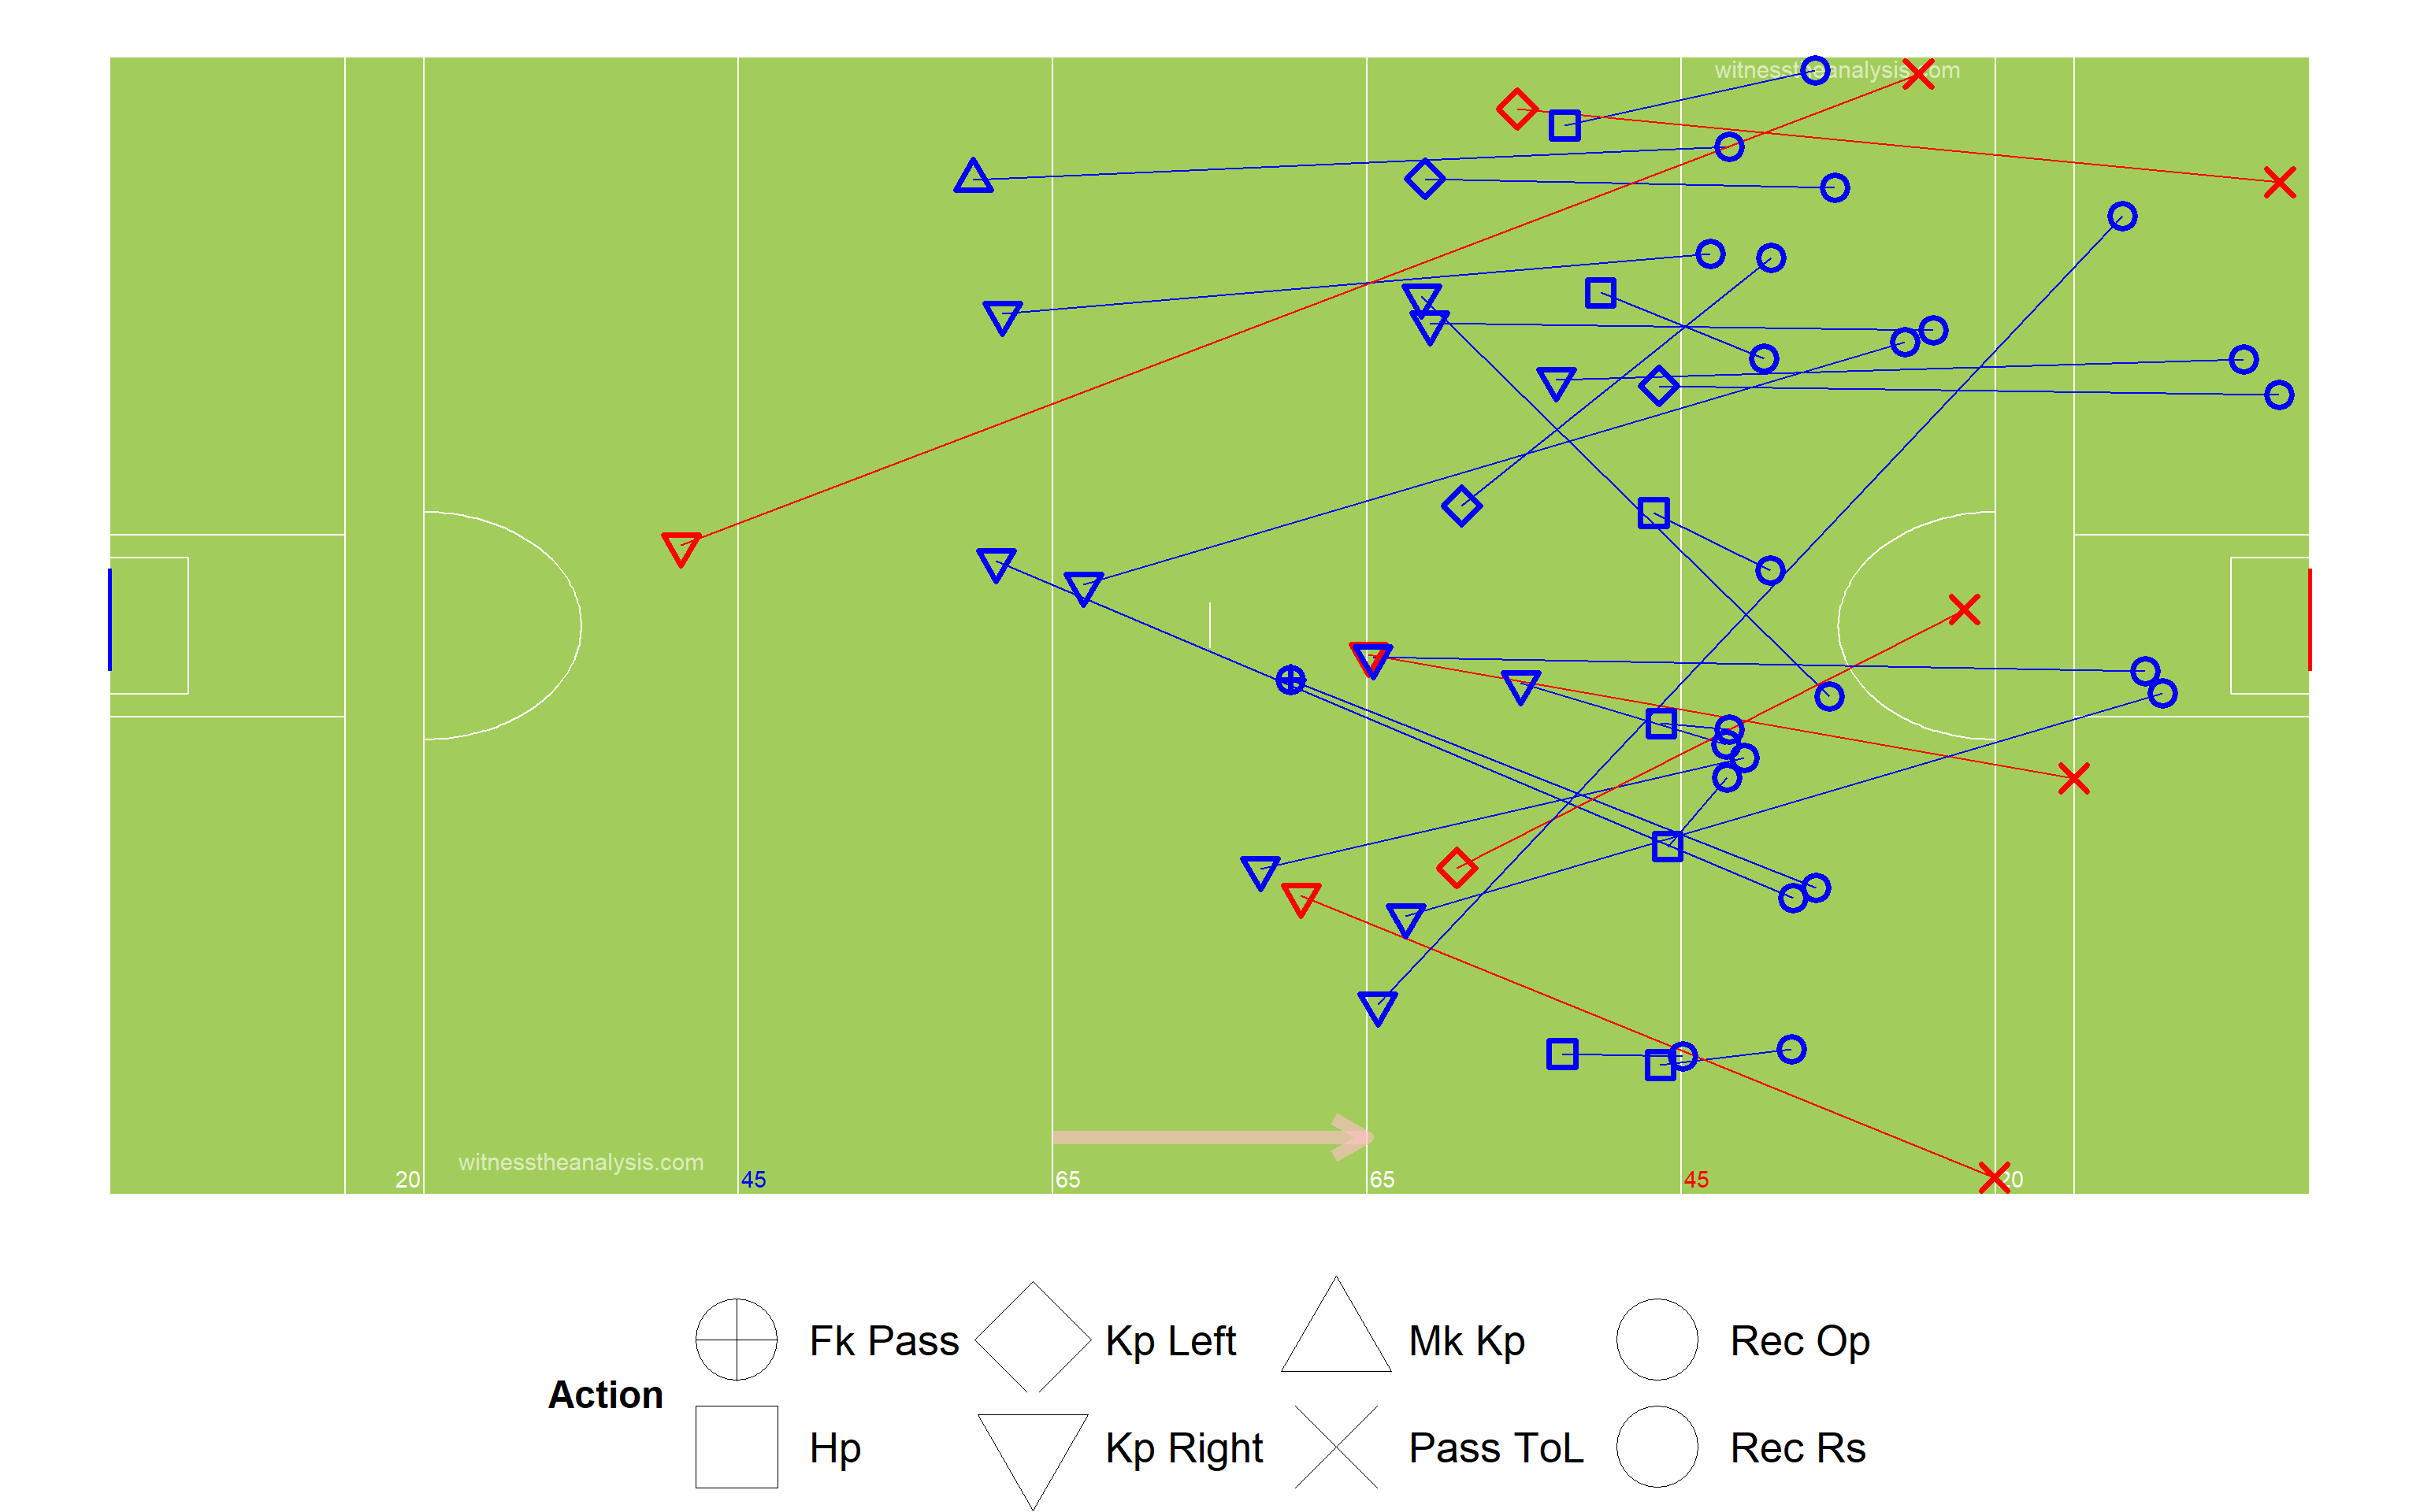 witnesstheanalysis.com
witnesstheanalysis.com
20 45 65 65 45 20
Fk Pass Kp Left Mk Kp Rec Op
Action
Hp Kp Right Pass ToL Rec Rs